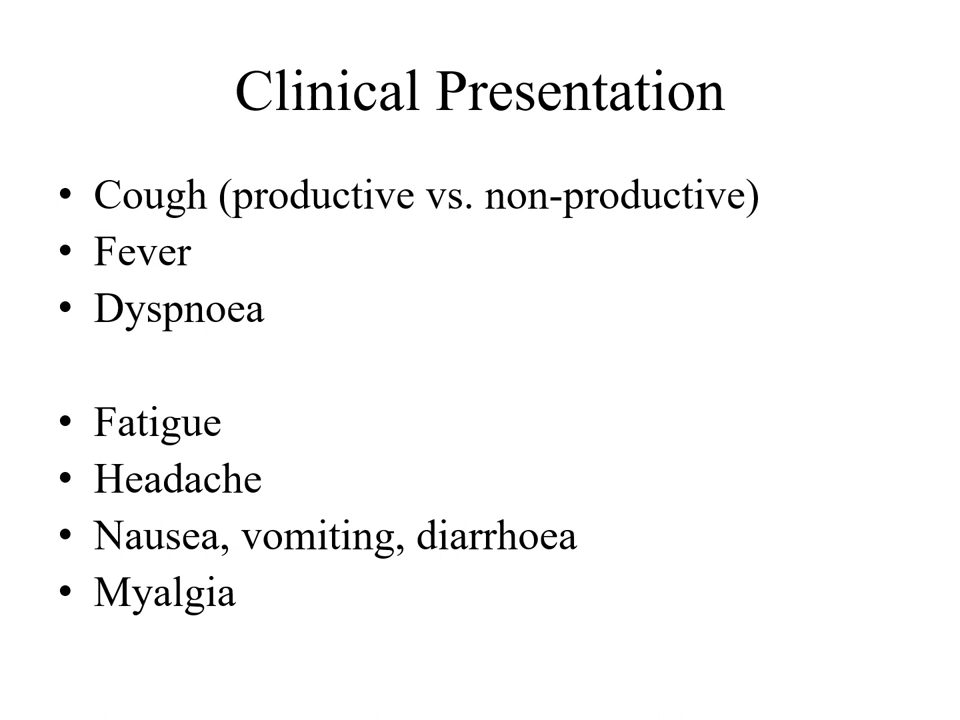 Clinical Presentation
• Cough (productive vs. non-productive)
• Fever
• Dyspnoea
• Fatigue
• Headache
• Nausea, vomiting, diarrhoea
• Myalgia